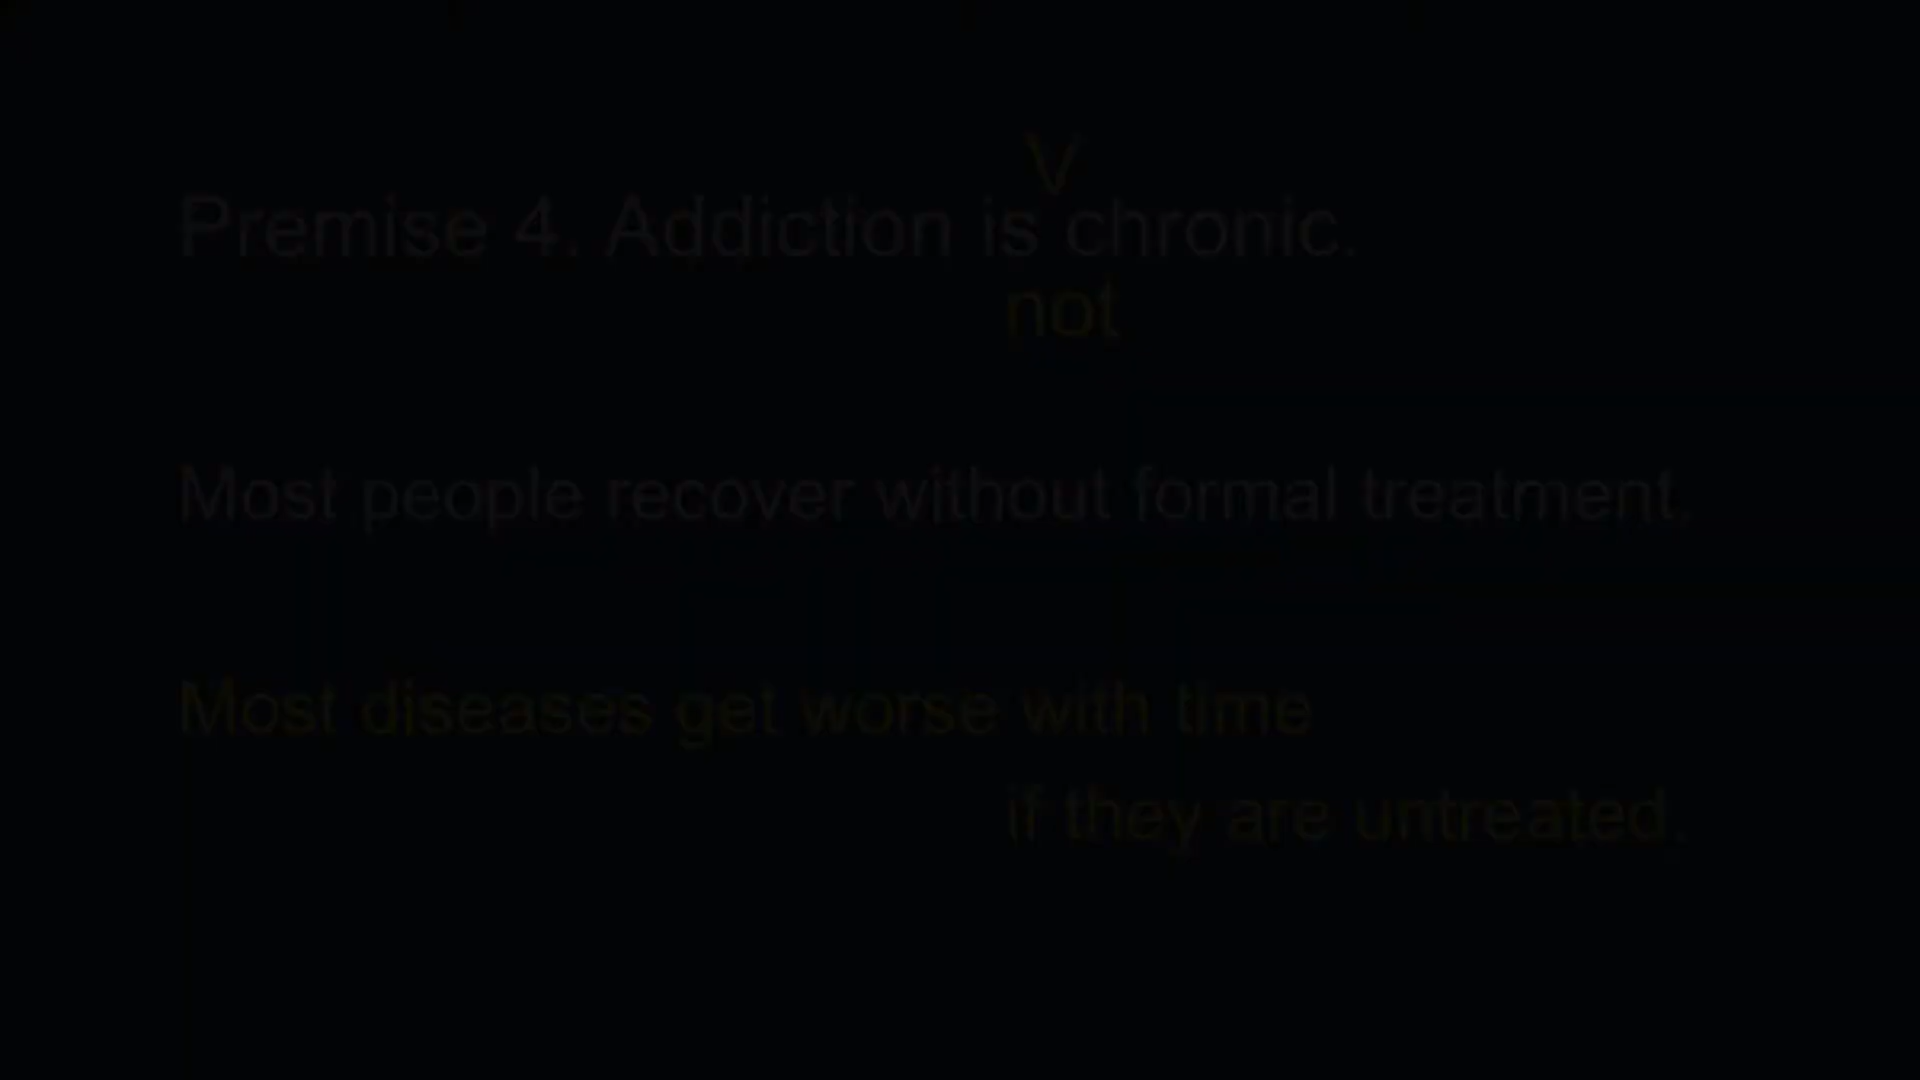 V
Premise 4. Addiction is chronic.
not
Most people recover without formal treatment.
Most diseases get worse with time
if they are untreated.